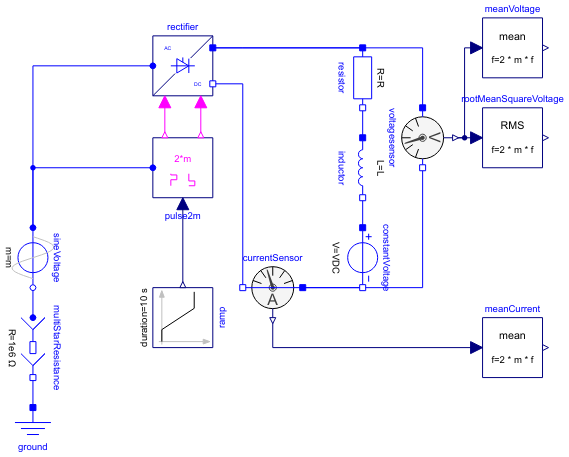 rectifier
AC
DC
meanVoltage
mean
f=2 * m * f
rootMeanSquareVoltage
RMS
f=2 * m * f
resistor
R=R
voltagesensor
V
2*m
pulse2m
inductor
L=L
sineVoltage
m=m
currentSensor
A
constantVoltage
V=VDC
+
−
duration=10 s
ramp
multiStarResistance
R=1e6 Ω
meanCurrent
mean
f=2 * m * f
ground